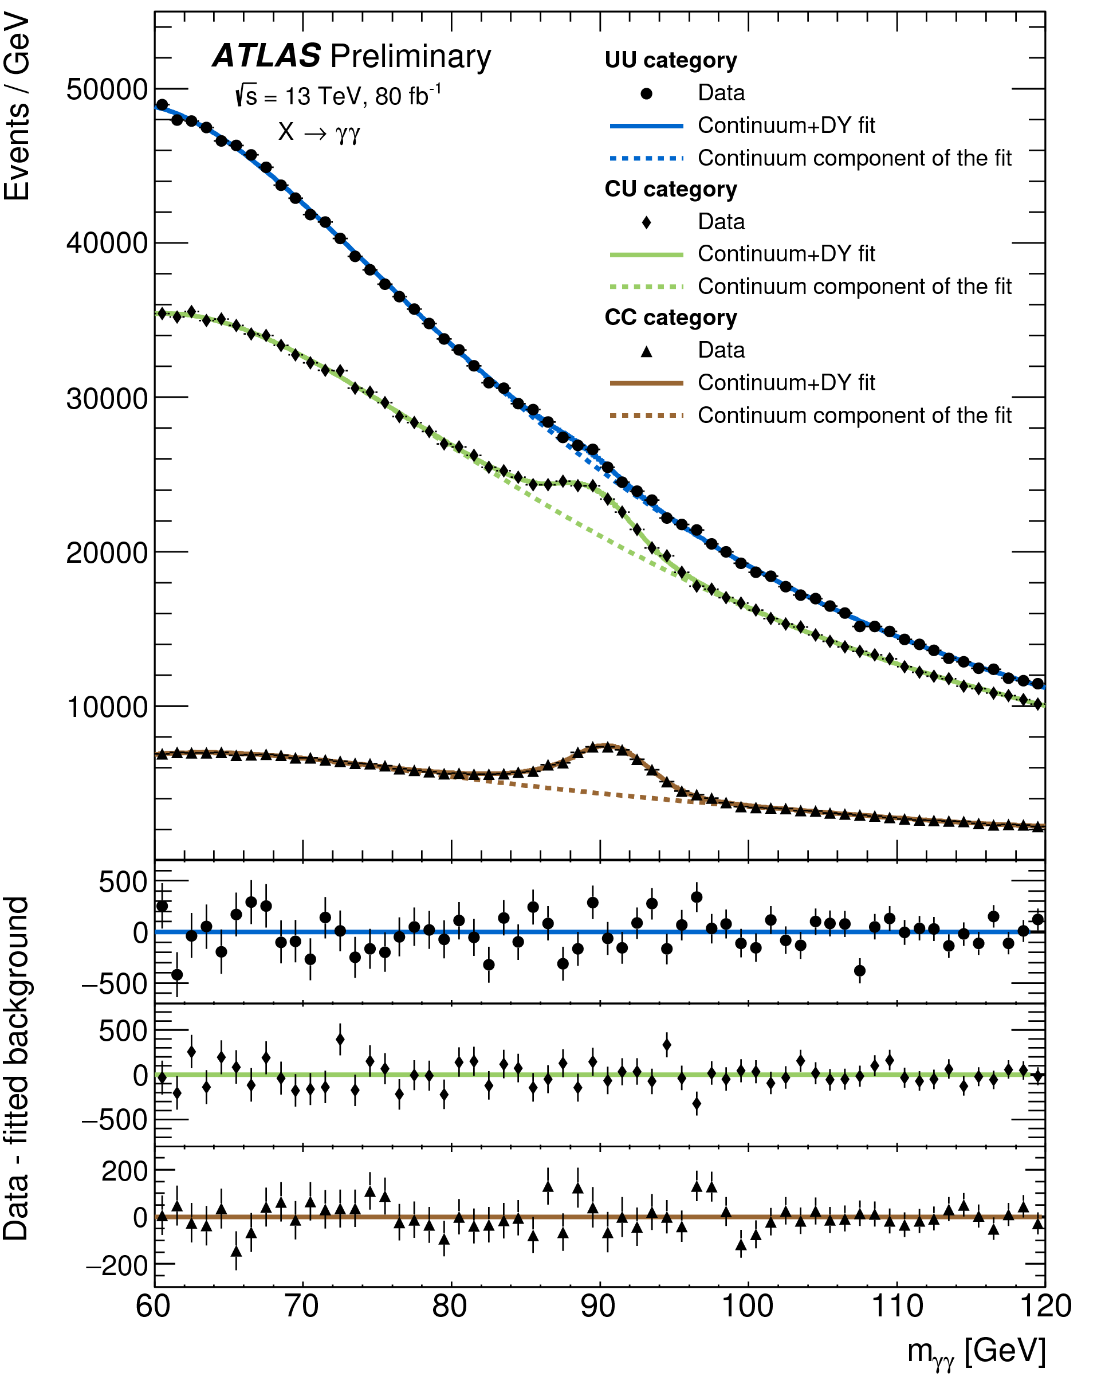 Events / GeV
ATLAS Preliminary
√s = 13 TeV, 80 fb⁻¹
X → γγ
UU category
Data
Continuum+DY fit
Continuum component of the fit
CU category
Data
Continuum+DY fit
Continuum component of the fit
CC category
Data
Continuum+DY fit
Continuum component of the fit
50000
40000
30000
20000
10000
Data - fitted background
500
0
−500
500
0
−500
200
0
−200
60 70 80 90 100 110 120
mγγ [GeV]